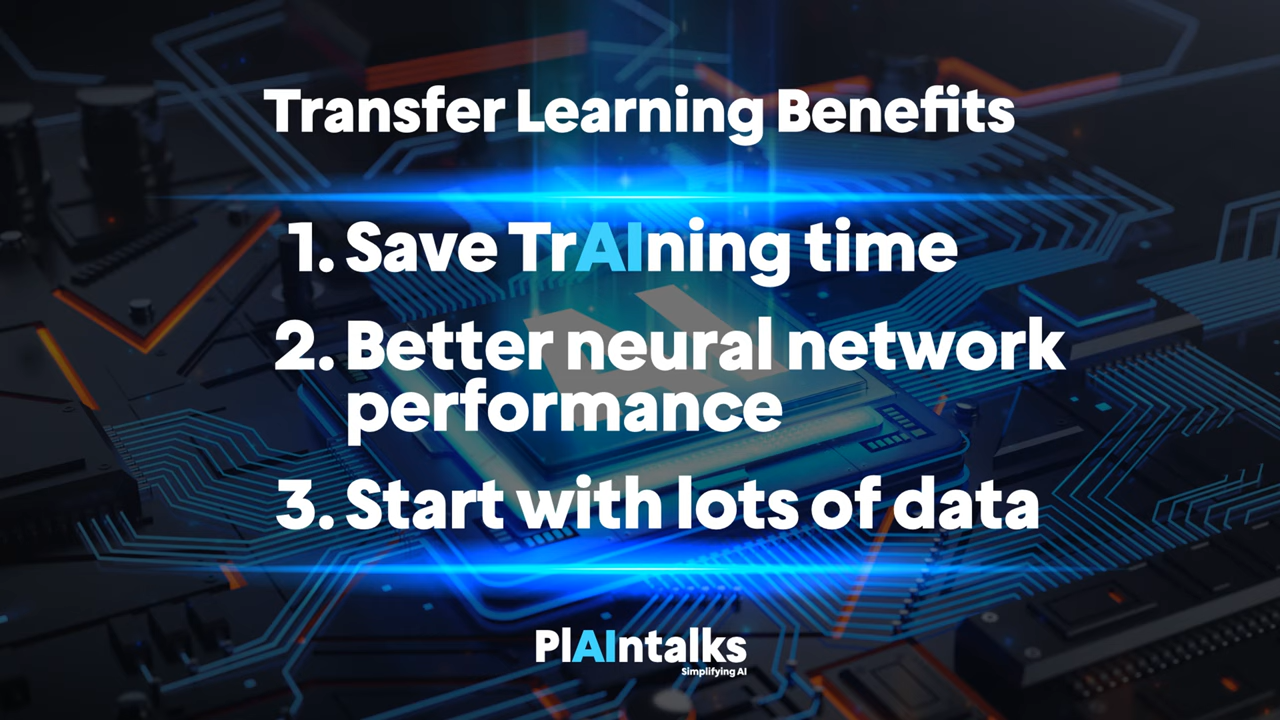 Transfer Learning Benefits
1. Save TrAIning time
2. Better neural network
performance
3. Start with lots of data
AI
PlAIntalks
Simplifying AI